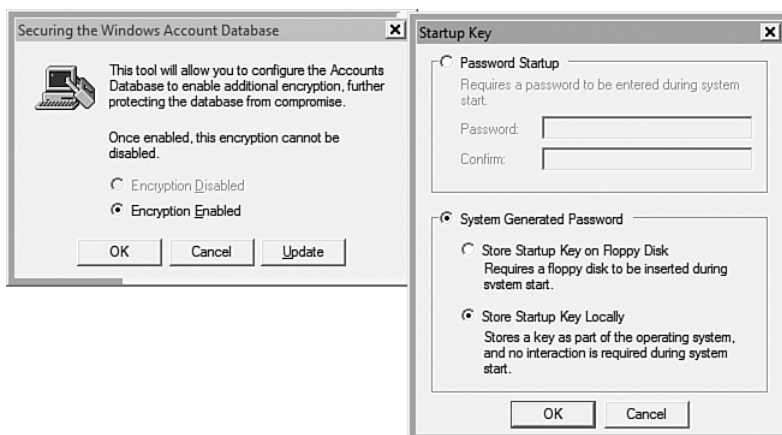 Securing the Windows Account Database
This tool will allow you to configure the Accounts
Database to enable additional encryption, further
protecting the database from compromise.
Once enabled, this encryption cannot be
disabled.
Encryption Disabled
Encryption Enabled
OK Cancel Update
Startup Key
Password Startup
Requires a password to be entered during system
start.
Password:
Confirm:
System Generated Password
Store Startup Key on Floppy Disk
Requires a floppy disk to be inserted during
system start.
Store Startup Key Locally
Stores a key as part of the operating system,
and no interaction is required during system
start.
OK Cancel